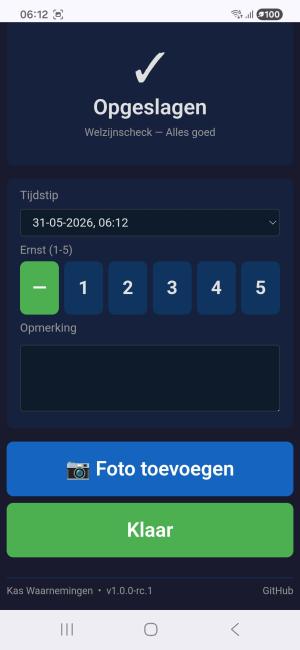 06:12 100
Opgeslagen
Welzijnscheck — Alles goed
Tijdstip
31-05-2026, 06:12
Ernst (1-5)
— 1 2 3 4 5
Opmerking
Foto toevoegen
Klaar
Kas Waarnemingen • v1.0.0-rc.1 GitHub